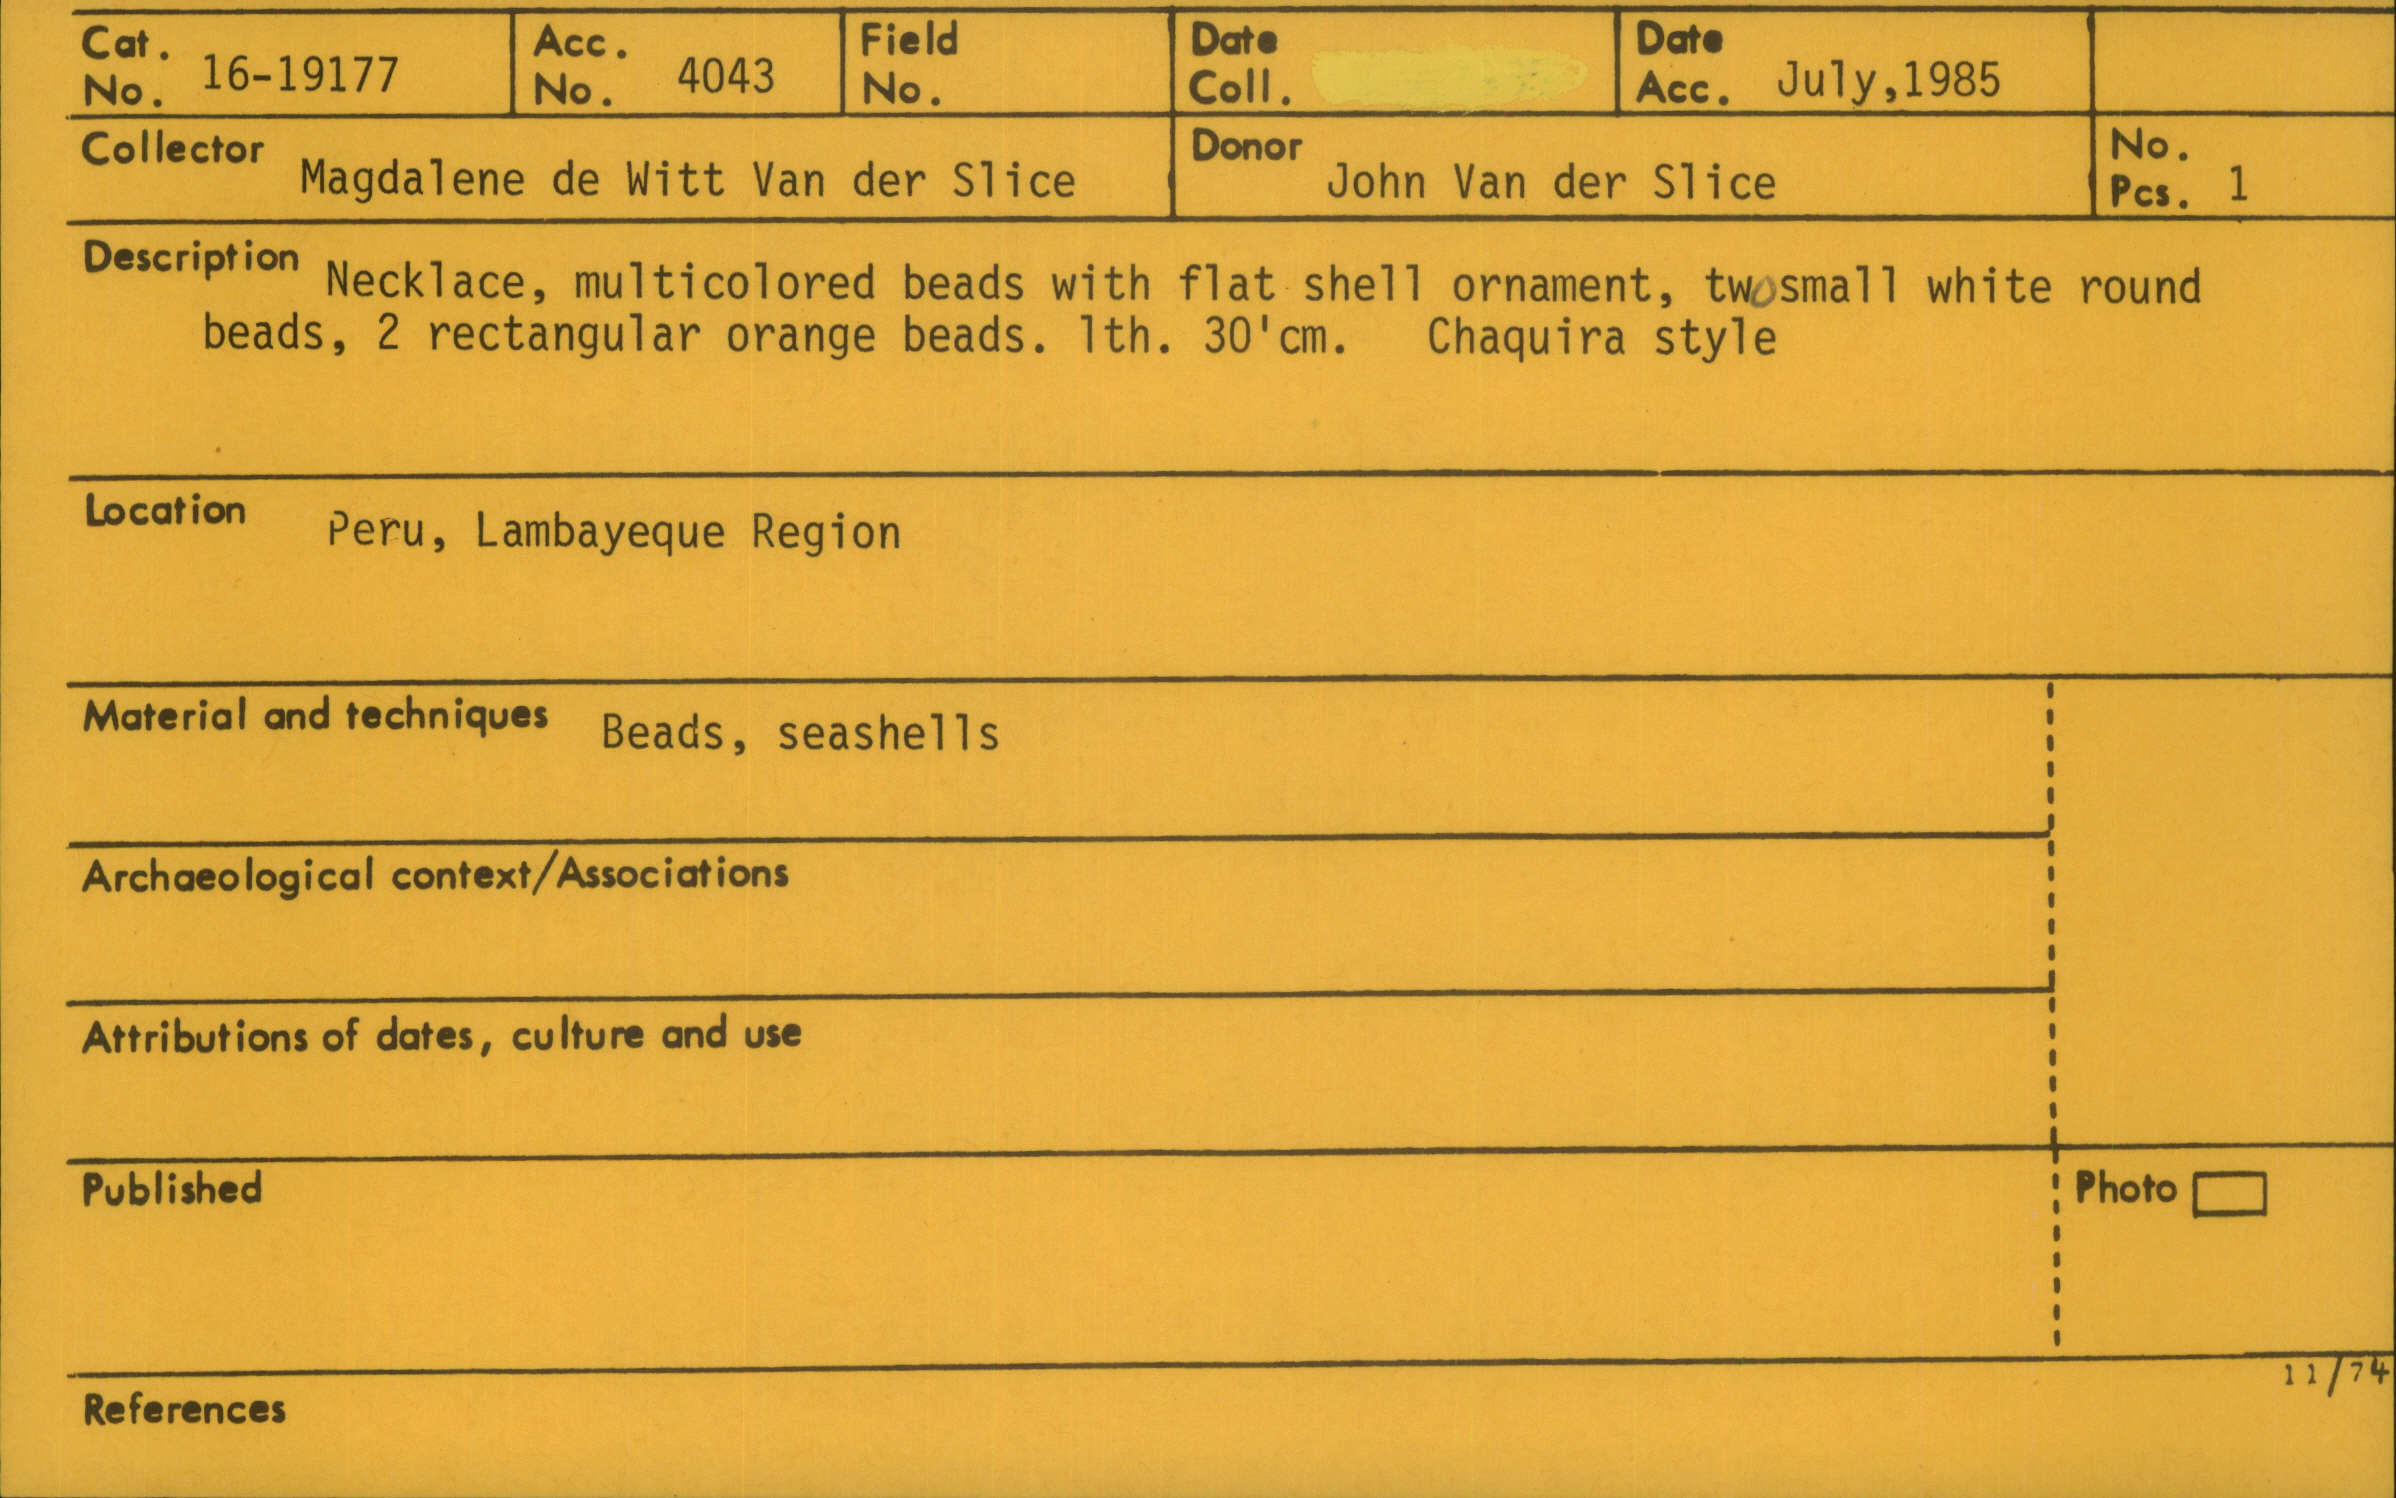 Cat. No. 16-19177 Acc. No. 4043 Field No. Date Coll. Date Acc. July,1985
Collector Magdalene de Witt Van der Slice Donor John Van der Slice No. Pcs. 1
Description Necklace, multicolored beads with flat shell ornament, two small white round
beads, 2 rectangular orange beads. lth. 30'cm. Chaquira style
Location Peru, Lambayeque Region
Material and techniques Beads, seashells
Archaeological context/Associations
Attributions of dates, culture and use
Published Photo
11/74
References